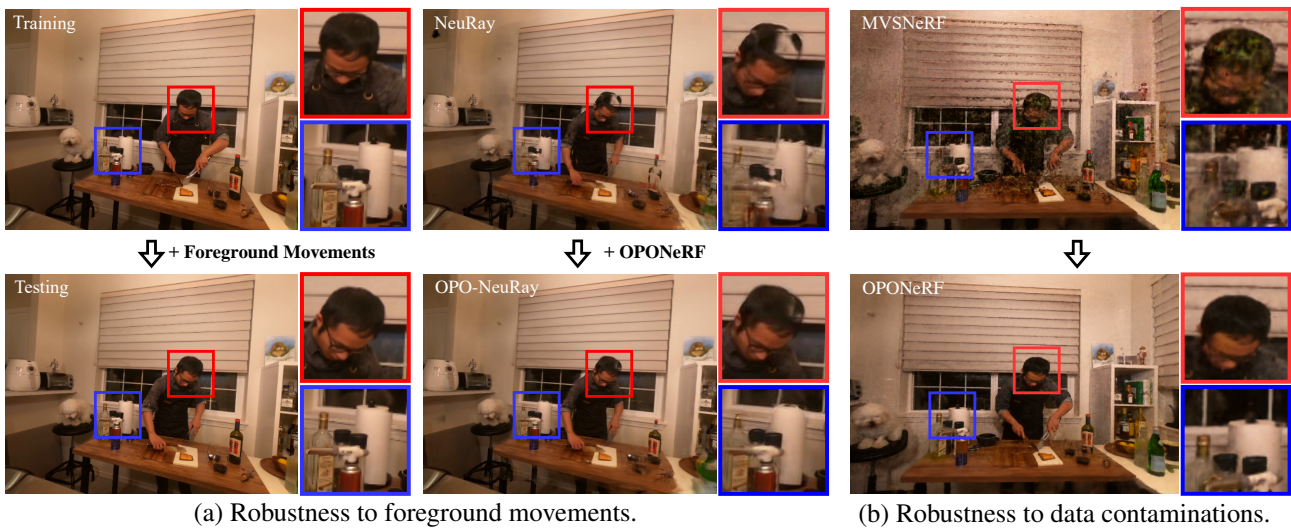 Training
NeuRay
MVSNeRF
+ Foreground Movements
+ OPONeRF
Testing
OPO-NeuRay
OPONeRF
(a) Robustness to foreground movements.
(b) Robustness to data contaminations.